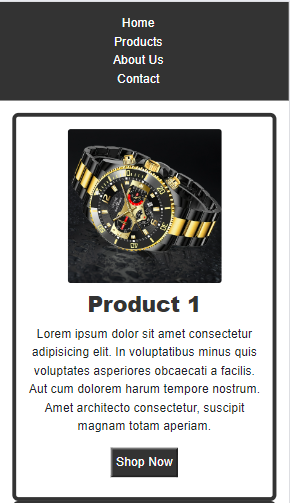 Home
Products
About Us
Contact
Product 1
Lorem ipsum dolor sit amet consectetur
adipisicing elit. In voluptatibus minus quis
voluptates asperiores obcaecati a facilis.
Aut cum dolorem harum tempore nostrum.
Amet architecto consectetur, suscipit
magnam totam aperiam.
Shop Now